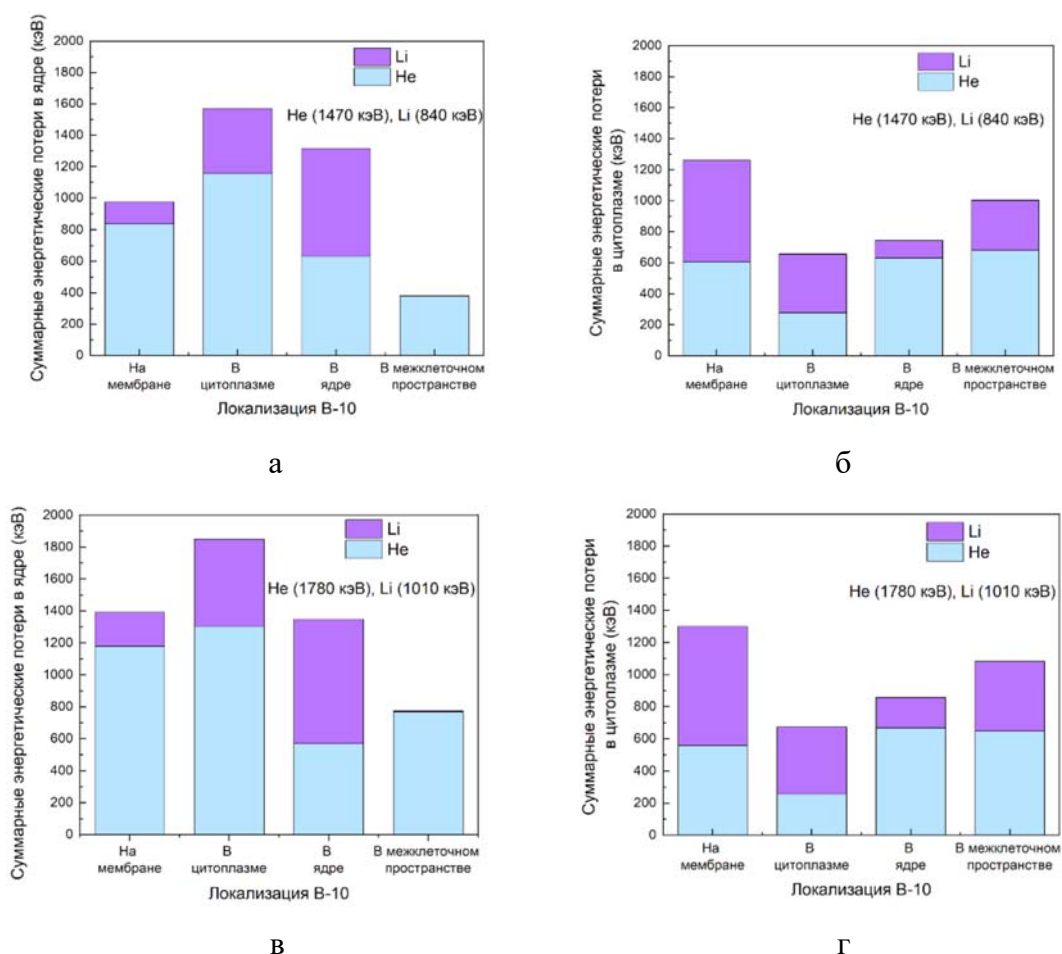 Суммарные энергетические потери в ядре (кэВ)
2000
1800
1600
1400
1200
1000
800
600
400
200
0
Li
He
He (1470 кэВ), Li (840 кэВ)
На мембране
В цитоплазме
В ядре
В межклеточном пространстве
Локализация В-10
а
Суммарные энергетические потери
в цитоплазме (кэВ)
2000
1800
1600
1400
1200
1000
800
600
400
200
0
Li
He
He (1470 кэВ), Li (840 кэВ)
На мембране
В цитоплазме
В ядре
В межклеточном пространстве
Локализация В-10
б
Суммарные энергетические потери в ядре (кэВ)
2000
1800
1600
1400
1200
1000
800
600
400
200
0
Li
He
He (1780 кэВ), Li (1010 кэВ)
На мембране
В цитоплазме
В ядре
В межклеточном пространстве
Локализация В-10
в
Суммарные энергетические потери
в цитоплазме (кэВ)
2000
1800
1600
1400
1200
1000
800
600
400
200
0
Li
He
He (1780 кэВ), Li (1010 кэВ)
На мембране
В цитоплазме
В ядре
В межклеточном пространстве
Локализация В-10
г